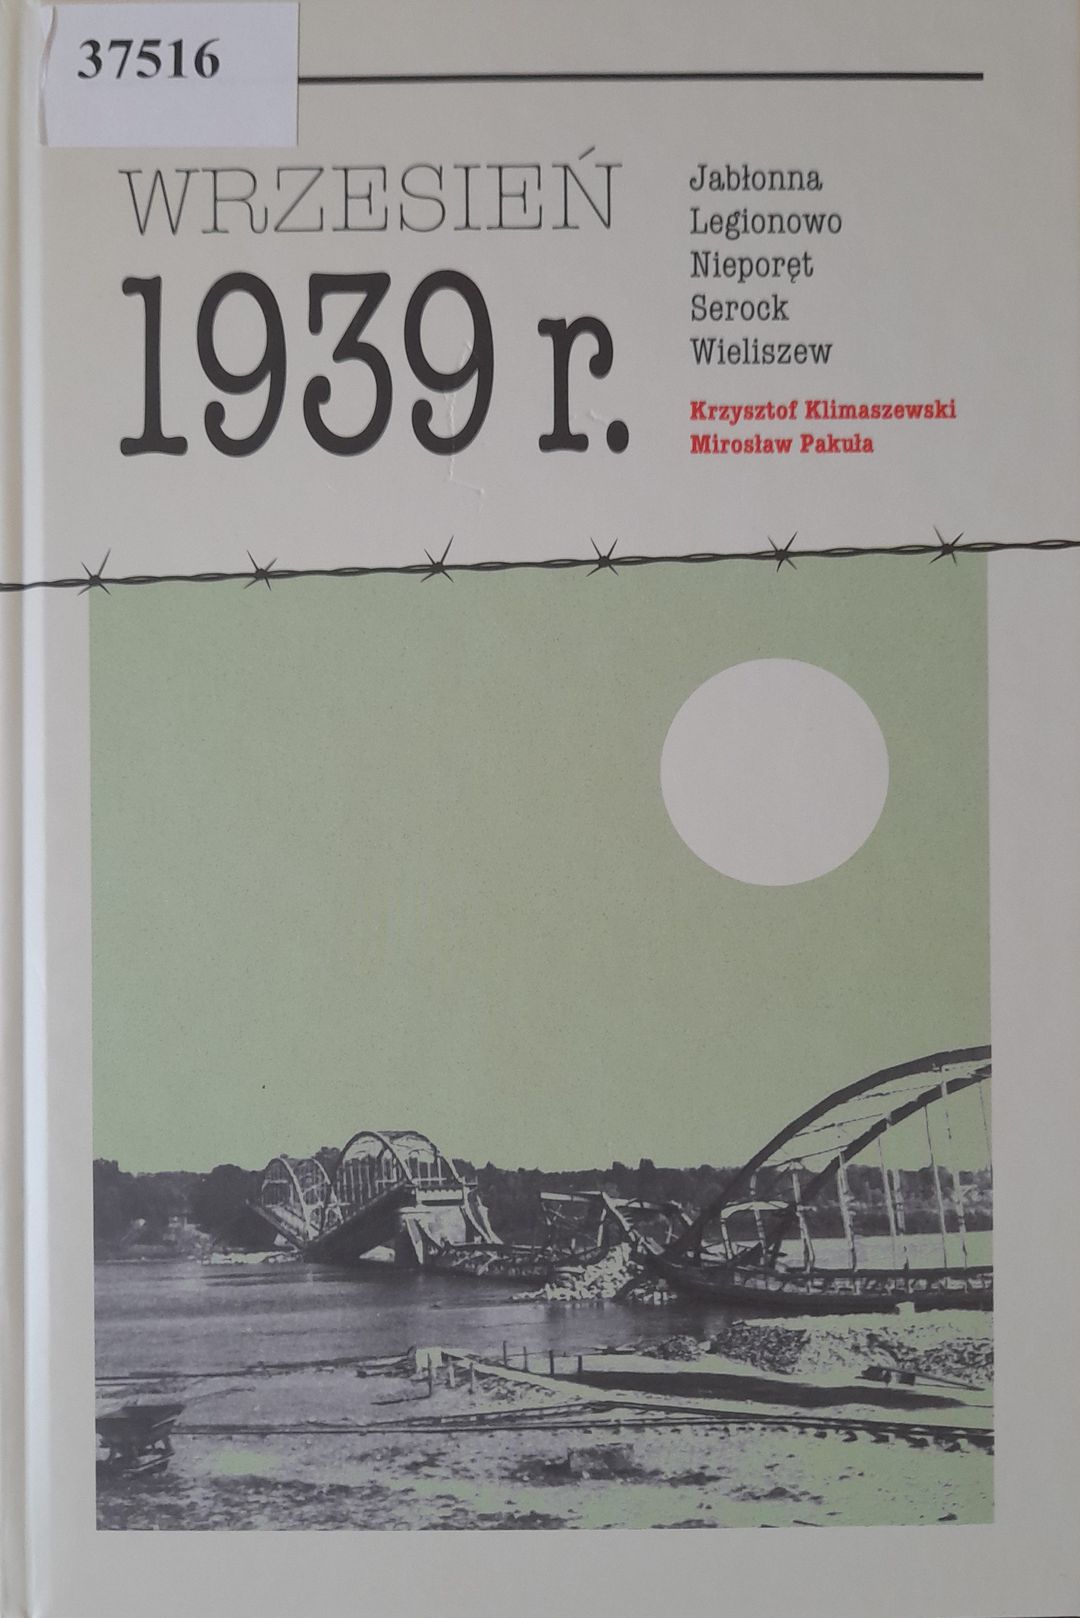 37516
WRZESIEŃ
1939 r.
Jabłonna
Legionowo
Nieporęt
Serock
Wieliszew
Krzysztof Klimaszewski
Mirosław Pakuła